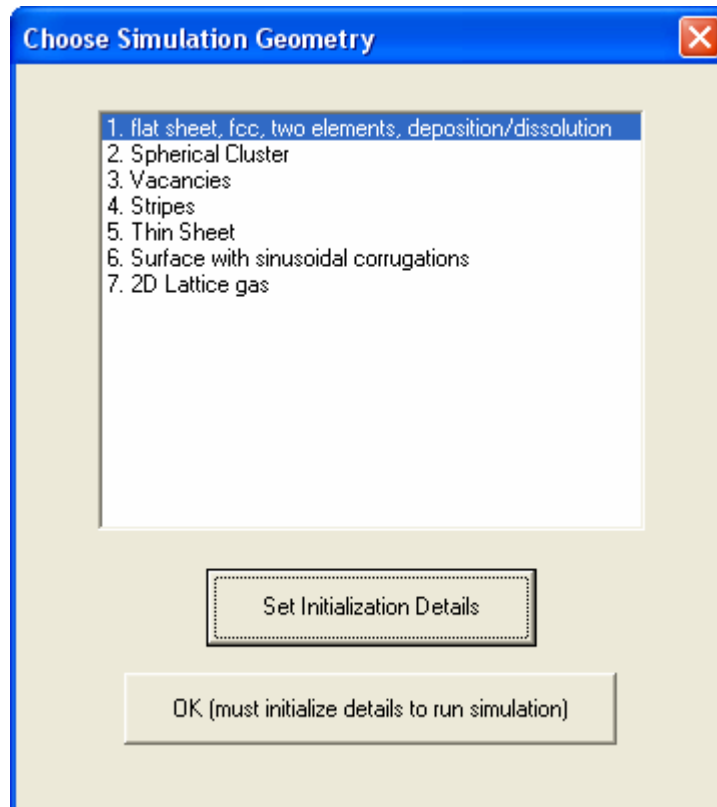 Choose Simulation Geometry
1. flat sheet, fcc, two elements, deposition/dissolution
2. Spherical Cluster
3. Vacancies
4. Stripes
5. Thin Sheet
6. Surface with sinusoidal corrugations
7. 2D Lattice gas
Set Initialization Details
OK (must initialize details to run simulation)